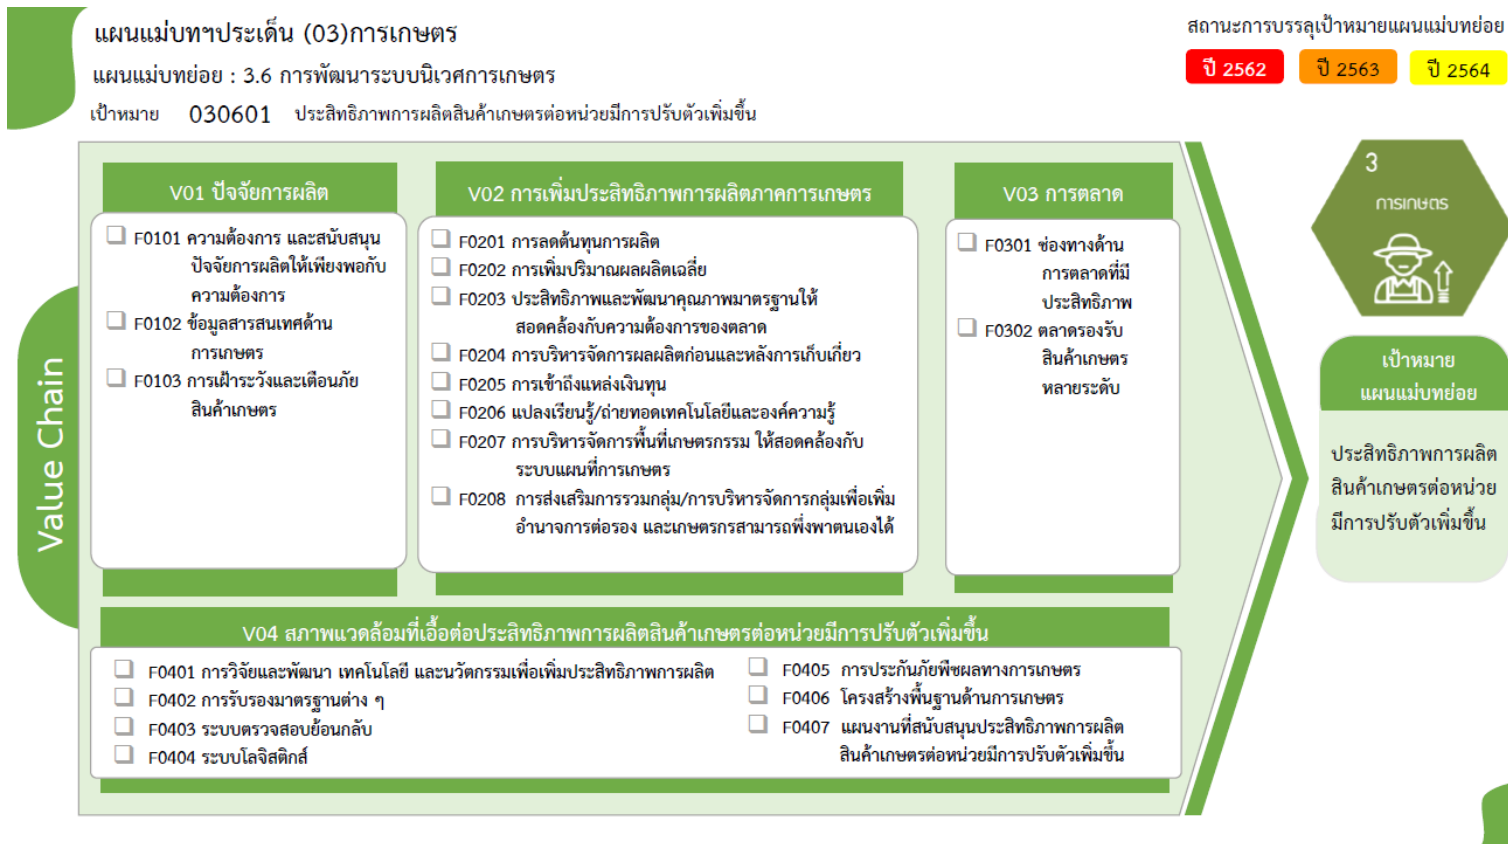 แผนแม่บทฯประเด็น (03)การเกษตร
แผนแม่บทย่อย : 3.6 การพัฒนาระบบนิเวศการเกษตร
เป้าหมาย 030601 ประสิทธิภาพการผลิตสินค้าเกษตรต่อหน่วยมีการปรับตัวเพิ่มขึ้น
สถานะการบรรลุเป้าหมายแผนแม่บทย่อย
ปี 2562 ปี 2563 ปี 2564
Value Chain
V01 ปัจจัยการผลิต
❑ F0101 ความต้องการ และสนับสนุน
ปัจจัยการผลิตให้เพียงพอกับ
ความต้องการ
❑ F0102 ข้อมูลสารสนเทศด้าน
การเกษตร
❑ F0103 การเฝ้าระวังและเตือนภัย
สินค้าเกษตร
V02 การเพิ่มประสิทธิภาพการผลิตภาคการเกษตร
❑ F0201 การลดต้นทุนการผลิต
❑ F0202 การเพิ่มปริมาณผลผลิตเฉลี่ย
❑ F0203 ประสิทธิภาพและพัฒนาคุณภาพมาตรฐานให้
สอดคล้องกับความต้องการของตลาด
❑ F0204 การบริหารจัดการผลผลิตก่อนและหลังการเก็บเกี่ยว
❑ F0205 การเข้าถึงแหล่งเงินทุน
❑ F0206 แปลงเรียนรู้/ถ่ายทอดเทคโนโลยีและองค์ความรู้
❑ F0207 การบริหารจัดการพื้นที่เกษตรกรรม ให้สอดคล้องกับ
ระบบแผนที่การเกษตร
❑ F0208 การส่งเสริมการรวมกลุ่ม/การบริหารจัดการกลุ่มเพื่อเพิ่ม
อำนาจการต่อรอง และเกษตรกรสามารถพึ่งพาตนเองได้
V03 การตลาด
❑ F0301 ช่องทางด้าน
การตลาดที่มี
ประสิทธิภาพ
❑ F0302 ตลาดรองรับ
สินค้าเกษตร
หลายระดับ
V04 สภาพแวดล้อมที่เอื้อต่อประสิทธิภาพการผลิตสินค้าเกษตรต่อหน่วยมีการปรับตัวเพิ่มขึ้น
❑ F0401 การวิจัยและพัฒนา เทคโนโลยี และนวัตกรรมเพื่อเพิ่มประสิทธิภาพการผลิต
❑ F0402 การรับรองมาตรฐานต่าง ๆ
❑ F0403 ระบบตรวจสอบย้อนกลับ
❑ F0404 ระบบโลจิสติกส์
❑ F0405 การประกันภัยพืชผลทางการเกษตร
❑ F0406 โครงสร้างพื้นฐานด้านการเกษตร
❑ F0407 แผนงานที่สนับสนุนประสิทธิภาพการผลิต
สินค้าเกษตรต่อหน่วยมีการปรับตัวเพิ่มขึ้น
3
การเกษตร
เป้าหมาย
แผนแม่บทย่อย
ประสิทธิภาพการผลิต
สินค้าเกษตรต่อหน่วย
มีการปรับตัวเพิ่มขึ้น